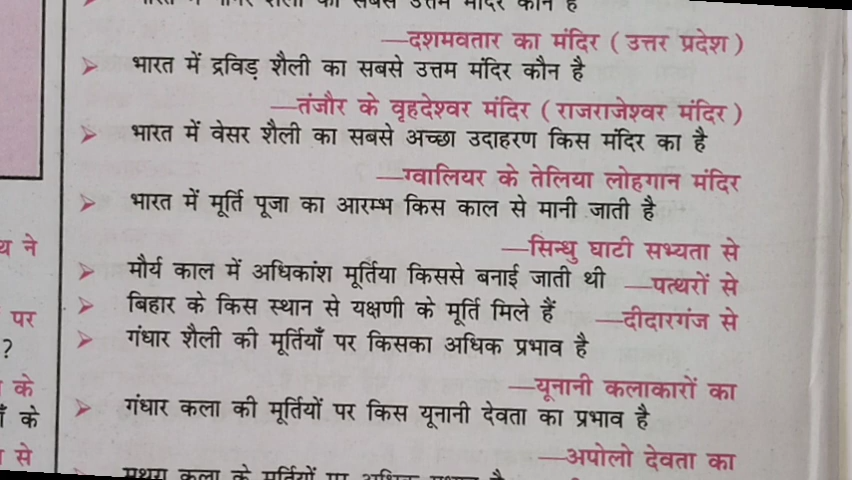 —दशमवतार का मंदिर ( उत्तर प्रदेश )
भारत में द्रविड़ शैली का सबसे उत्तम मंदिर कौन है
—तंजौर के वृहदेश्वर मंदिर ( राजराजेश्वर मंदिर )
भारत में वेसर शैली का सबसे अच्छा उदाहरण किस मंदिर का है
—ग्वालियर के तेलिया लोहगान मंदिर
भारत में मूर्ति पूजा का आरम्भ किस काल से मानी जाती है
—सिन्धु घाटी सभ्यता से
मौर्य काल में अधिकांश मूर्तिया किससे बनाई जाती थी —पत्थरों से
बिहार के किस स्थान से यक्षणी के मूर्ति मिले हैं —दीदारगंज से
गंधार शैली की मूर्तियाँ पर किसका अधिक प्रभाव है
—यूनानी कलाकारों का
गंधार कला की मूर्तियों पर किस यूनानी देवता का प्रभाव है
—अपोलो देवता का
ने
पर
?
के
के
से